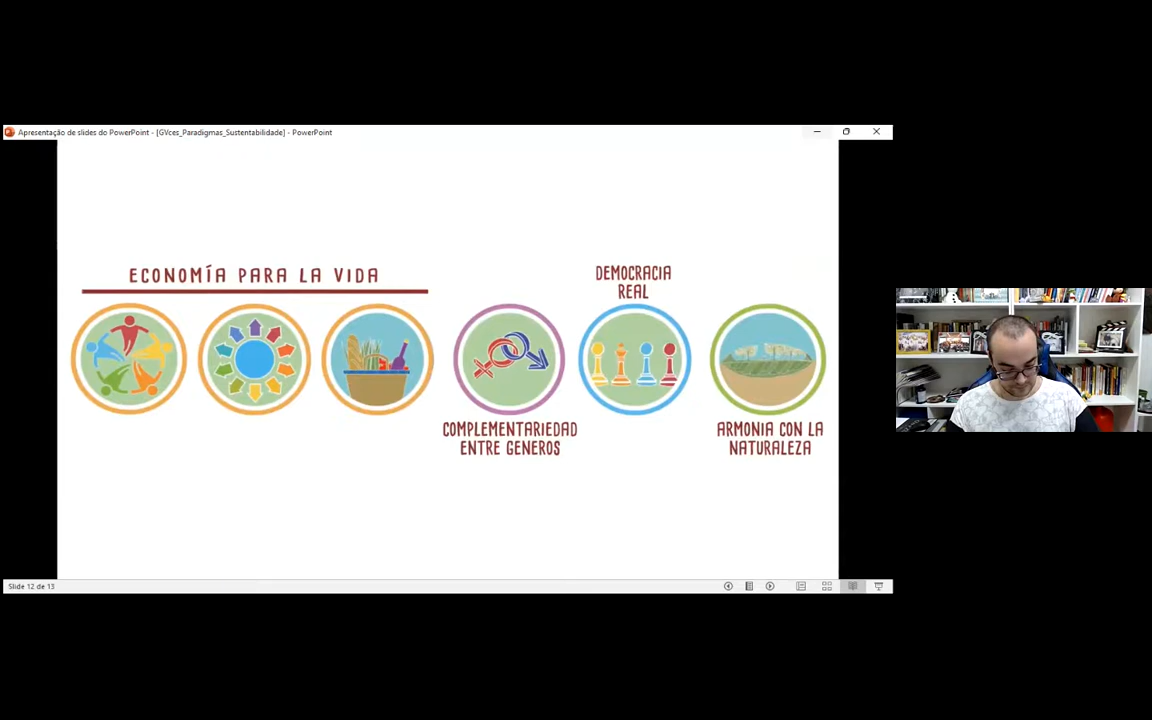 Apresentação de slides do PowerPoint - [GVces_Paradigmas_Sustentabilidade] - PowerPoint
ECONOMÍA PARA LA VIDA
DEMOCRACIA
REAL
COMPLEMENTARIEDAD
ENTRE GENEROS
ARMONIA CON LA
NATURALEZA
Slide 12 de 13